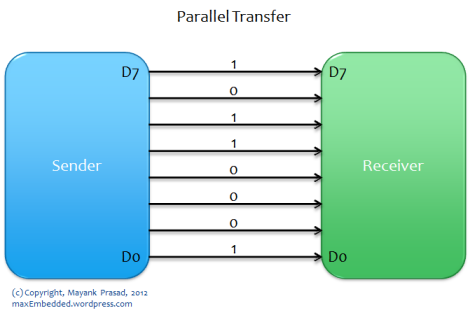 Parallel Transfer
D7 1 D7
0
1
1
Sender 0 Receiver
0
0
D0 1 D0
(c) Copyright, Mayank Prasad, 2012
maxEmbedded.wordpress.com